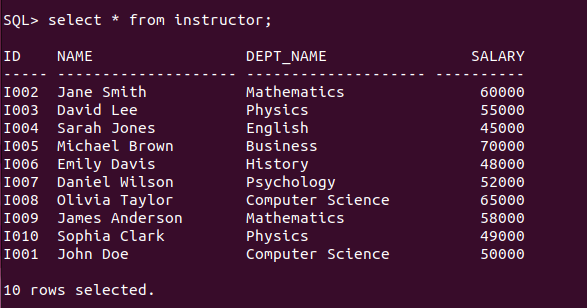 SQL> select * from instructor;
ID    NAME                 DEPT_NAME                SALARY
----- -------------------- -------------------- ----------
I002  Jane Smith           Mathematics               60000
I003  David Lee            Physics                   55000
I004  Sarah Jones          English                   45000
I005  Michael Brown        Business                  70000
I006  Emily Davis          History                   48000
I007  Daniel Wilson        Psychology                52000
I008  Olivia Taylor        Computer Science          65000
I009  James Anderson       Mathematics               58000
I010  Sophia Clark         Physics                   49000
I001  John Doe             Computer Science          50000
10 rows selected.